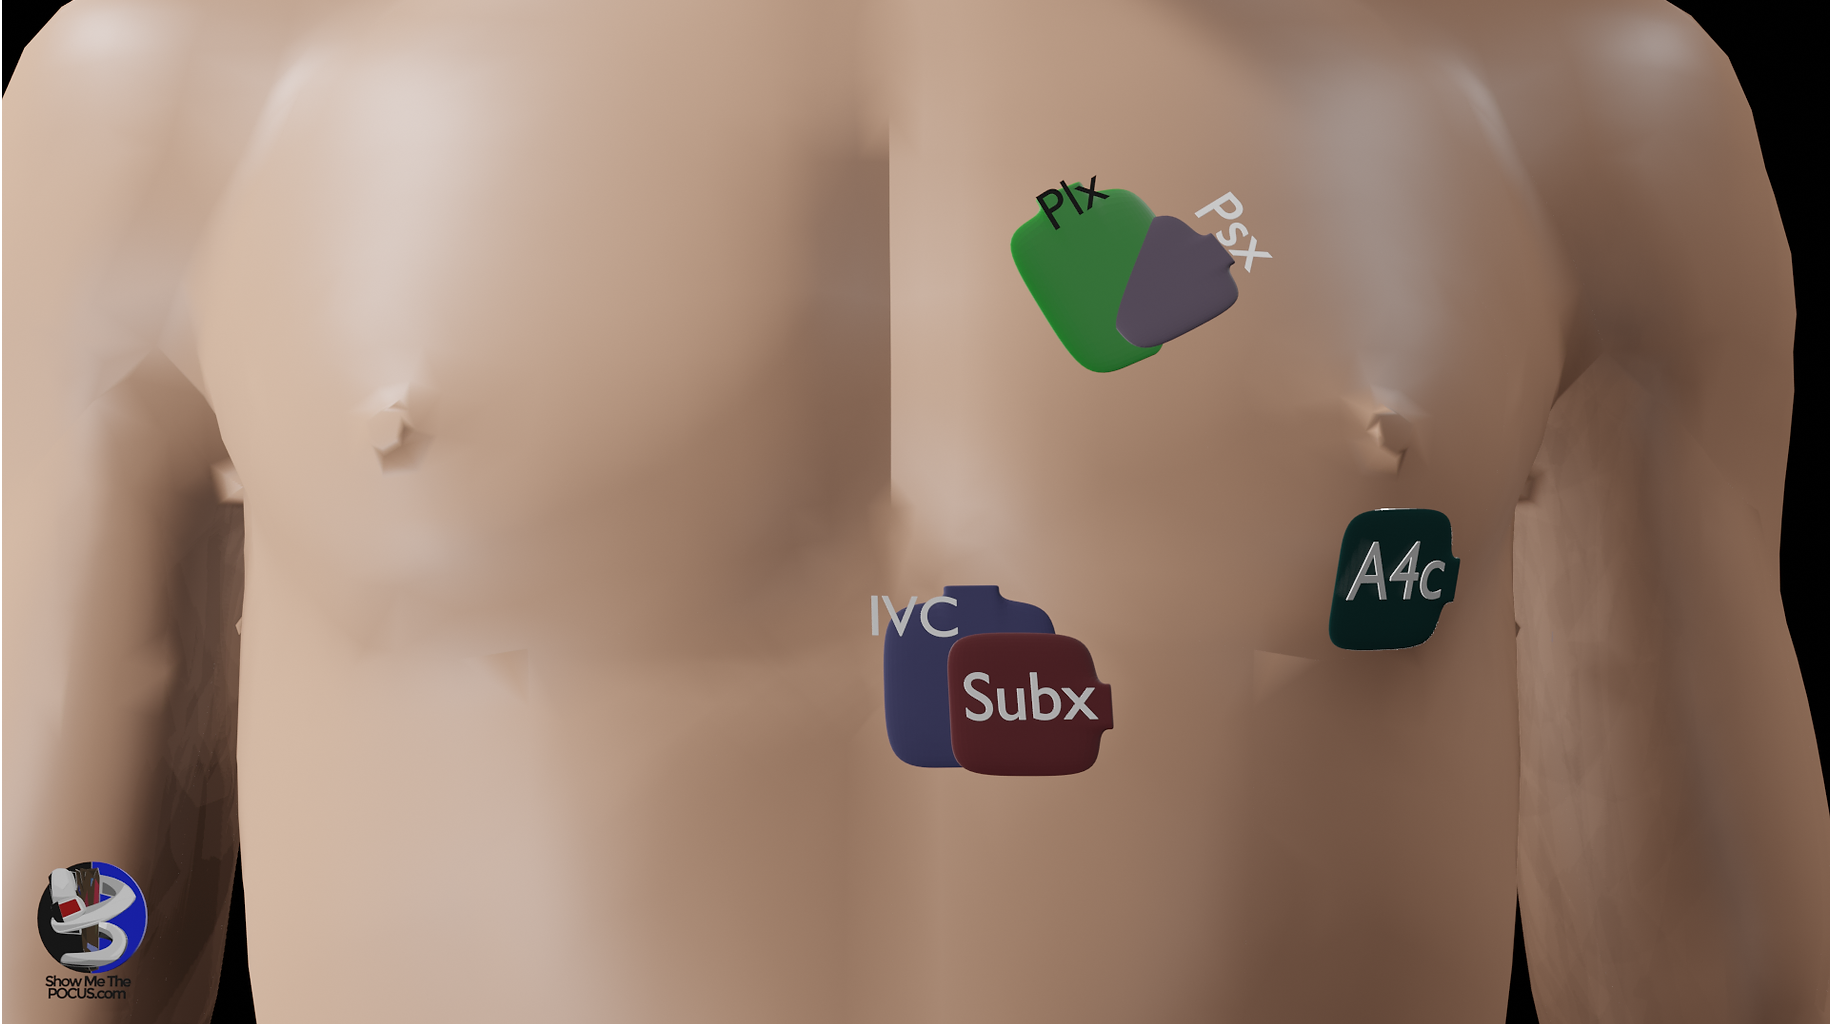 Plx
PsX
A4c
IVC
Subx
Show Me The
POCUS.com